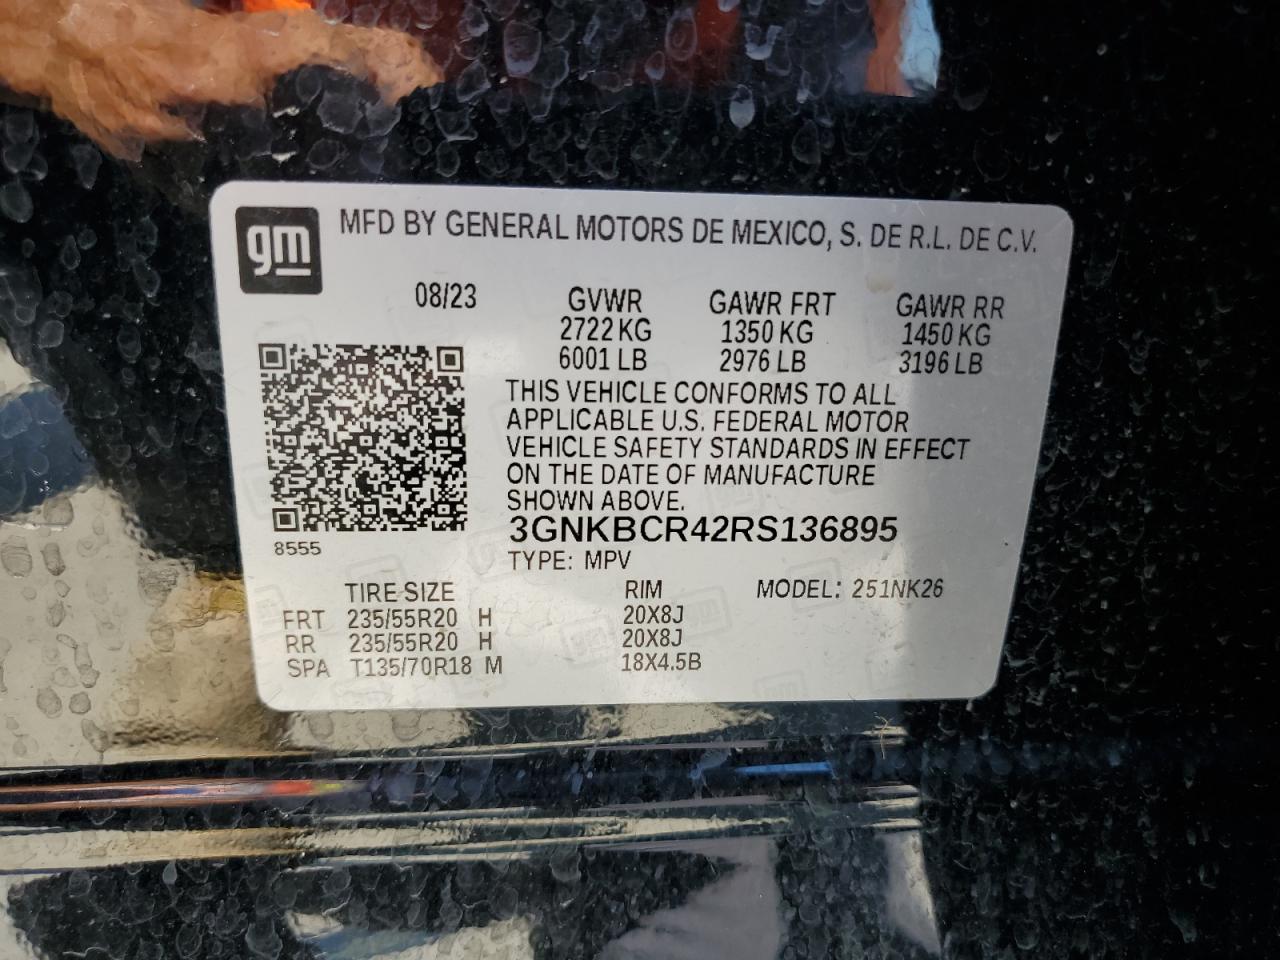 gm MFD BY GENERAL MOTORS DE MEXICO, S. DE R.L. DE C.V.
08/23 GVWR GAWR FRT GAWR RR
2722 KG 1350 KG 1450 KG
6001 LB 2976 LB 3196 LB
THIS VEHICLE CONFORMS TO ALL
APPLICABLE U.S. FEDERAL MOTOR
VEHICLE SAFETY STANDARDS IN EFFECT
ON THE DATE OF MANUFACTURE
SHOWN ABOVE.
3GNKBCR42RS136895
8555
TYPE: MPV
TIRE SIZE RIM MODEL: 251NK26
FRT 235/55R20 H 20X8J
RR 235/55R20 H 20X8J
SPA T135/70R18 M 18X4.5B